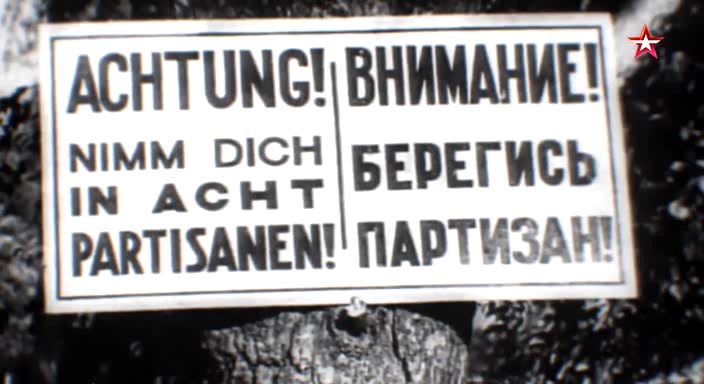 ACHTUNG!
NIMM DICH
IN ACHT
PARTISANEN!
ВНИМАНИЕ!
БЕРЕГИСЬ
ПАРТИЗАН!